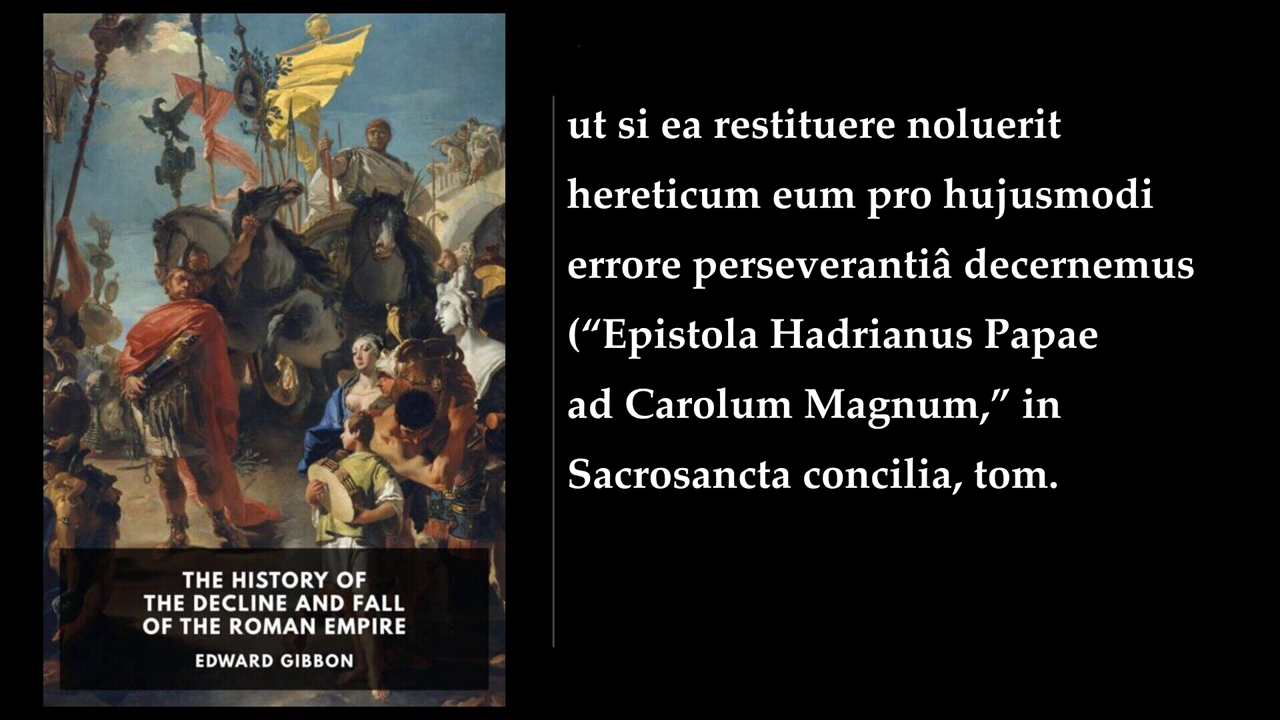 THE HISTORY OF
THE DECLINE AND FALL
OF THE ROMAN EMPIRE
EDWARD GIBBON
ut si ea restituere noluerit
hereticum eum pro hujusmodi
errore perseverantiâ decernemus
(“Epistola Hadrianus Papae
ad Carolum Magnum,” in
Sacrosancta concilia, tom.